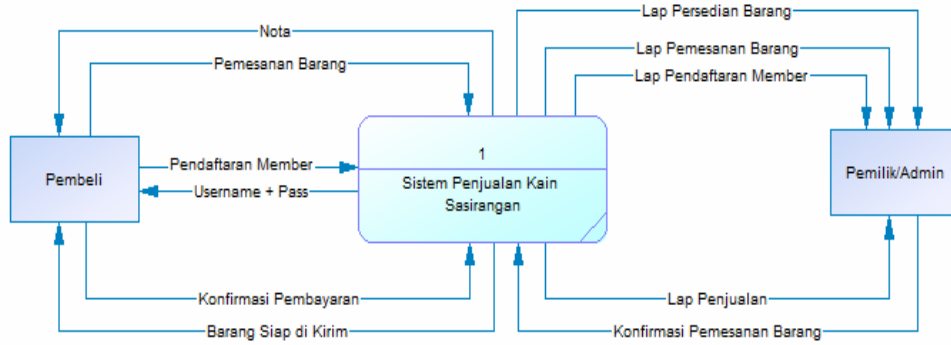 Lap Persedian Barang
Nota
Lap Pemesanan Barang
Pemesanan Barang
Lap Pendaftaran Member
1
Pendaftaran Member
Pembeli
Sistem Penjualan Kain
Sasirangan
Pemilik/Admin
Username + Pass
Konfirmasi Pembayaran
Lap Penjualan
Barang Siap di Kirim
Konfirmasi Pemesanan Barang